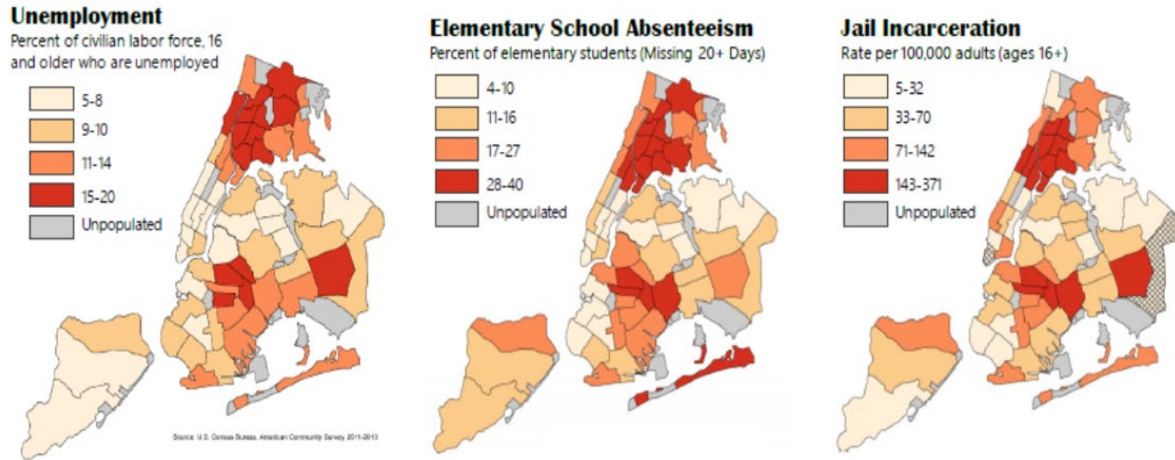 Unemployment
Percent of civilian labor force, 16
and older who are unemployed
5-8
9-10
11-14
15-20
Unpopulated
Source: U.S. Census Bureau, American Community Survey, 2011-2013
Elementary School Absenteeism
Percent of elementary students (Missing 20+ Days)
4-10
11-16
17-27
28-40
Unpopulated
Jail Incarceration
Rate per 100,000 adults (ages 16+)
5-32
33-70
71-142
143-371
Unpopulated